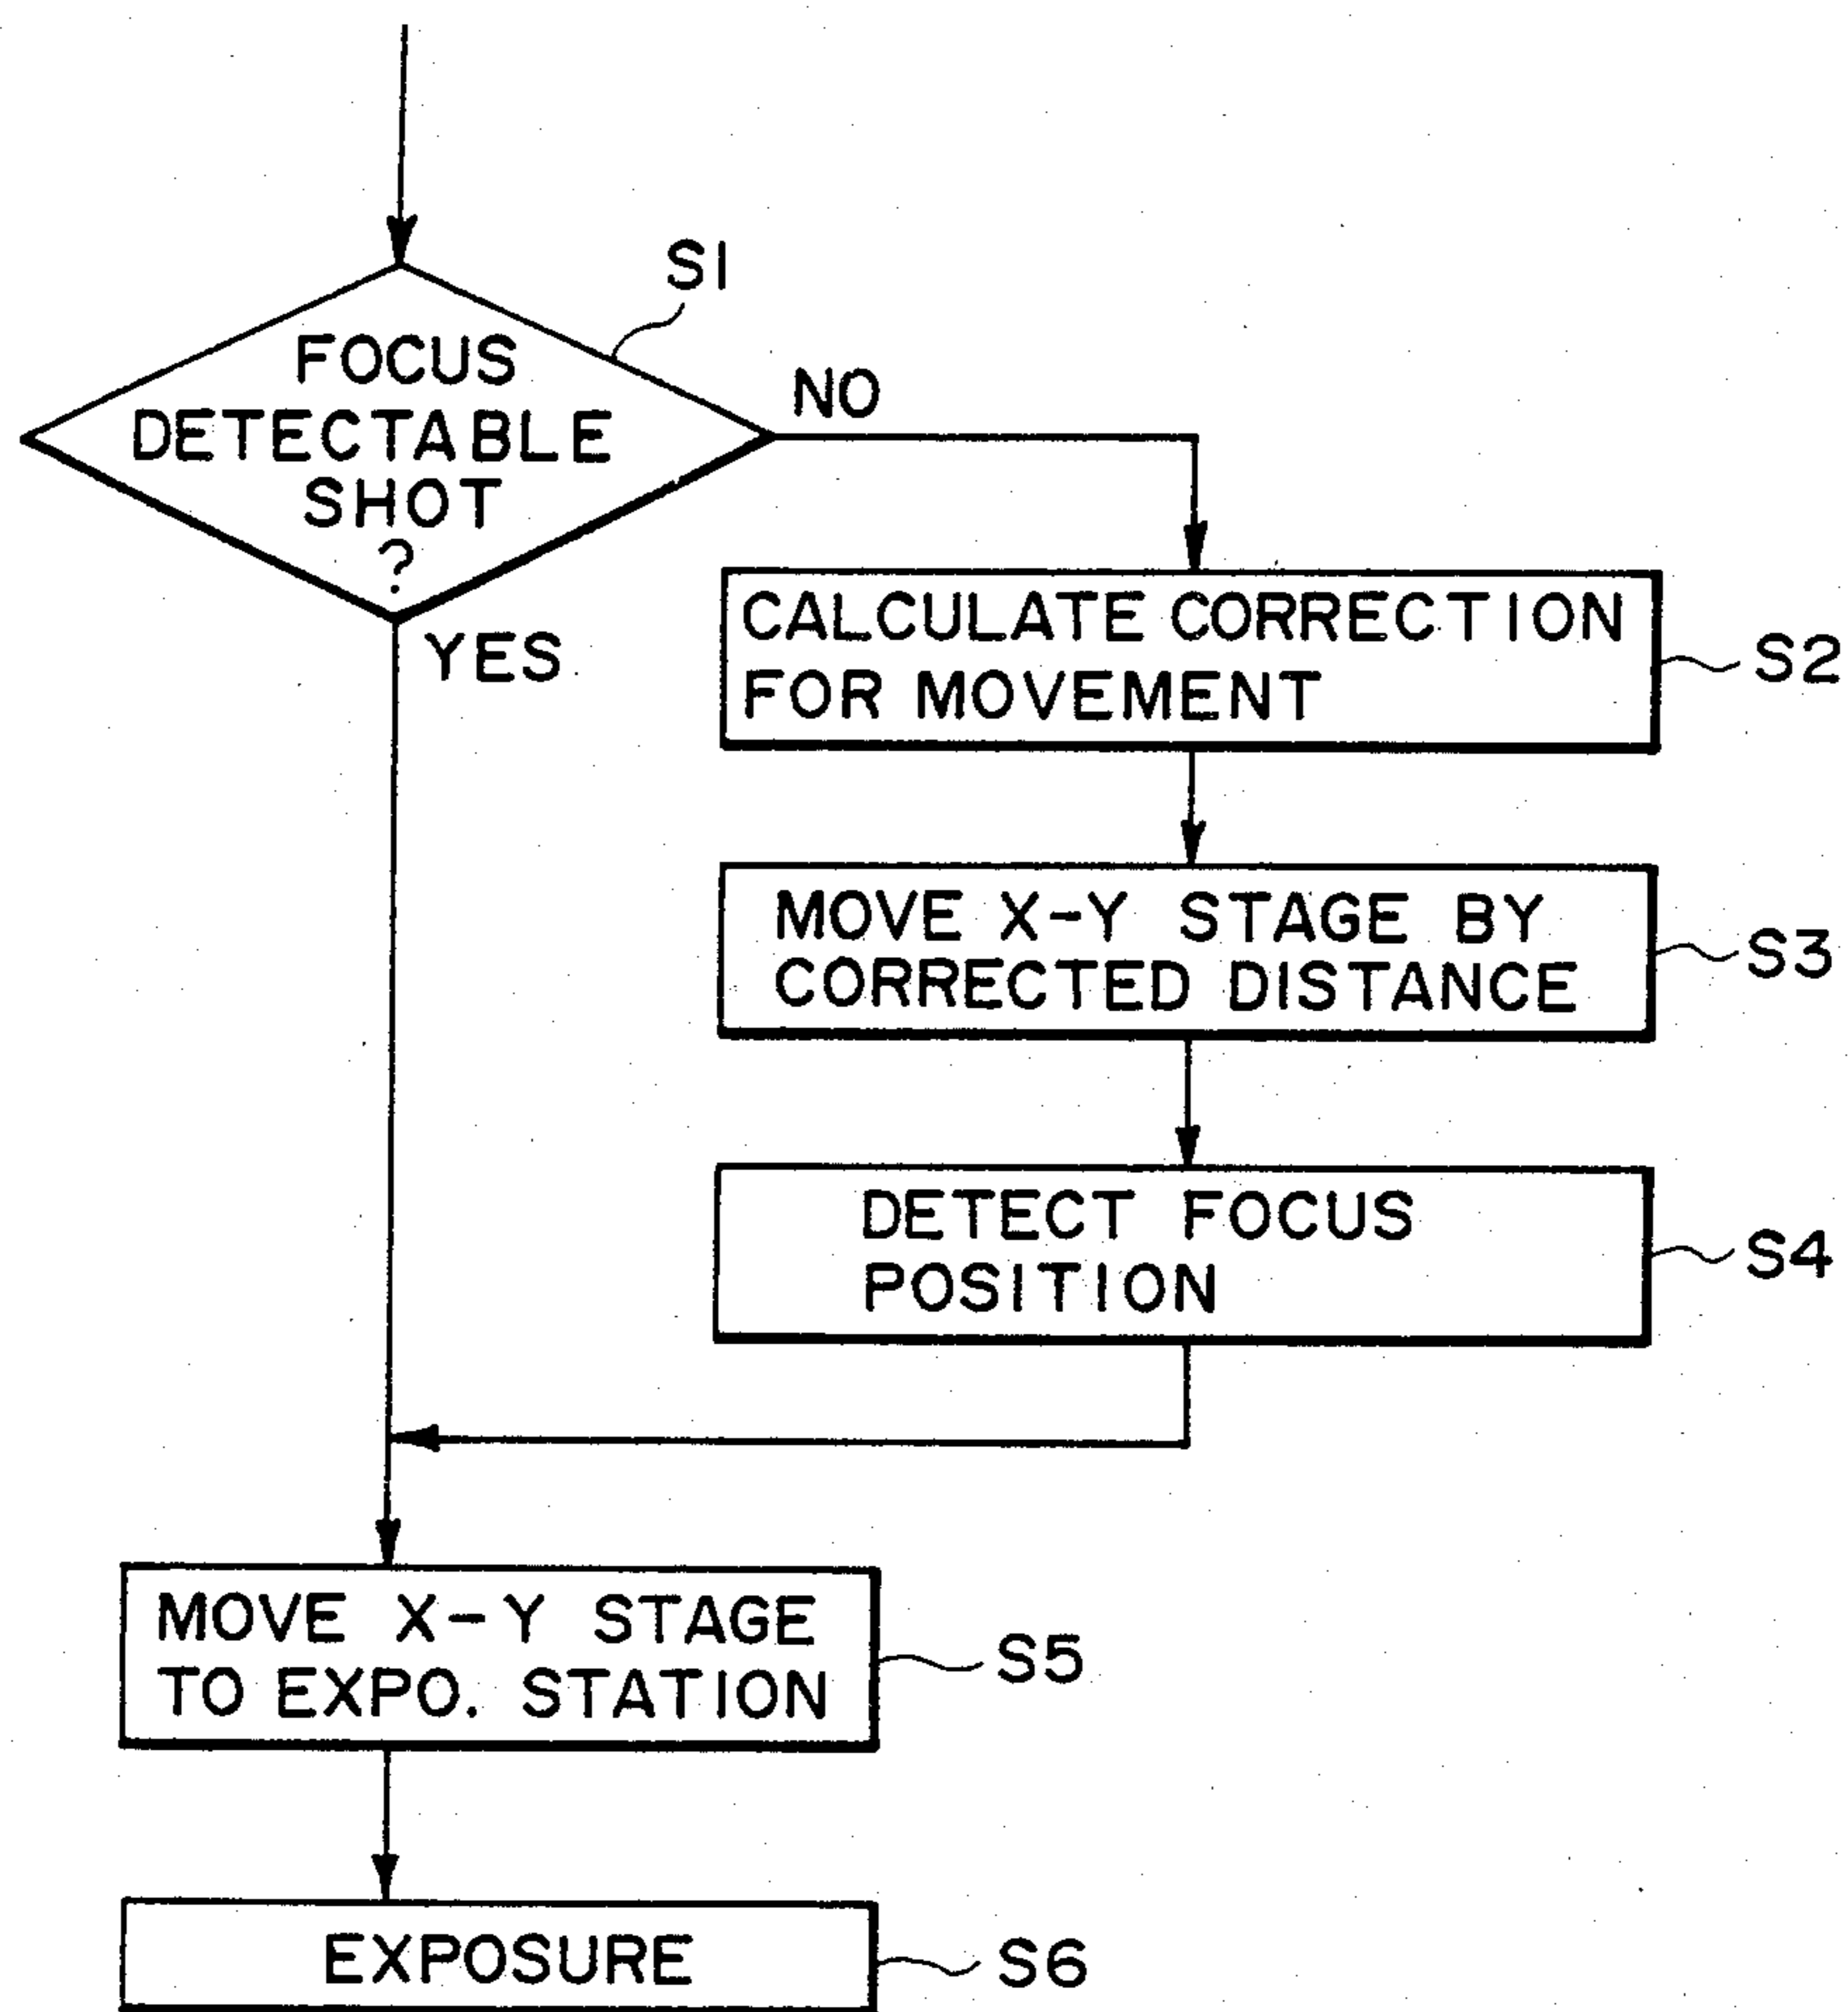 S1
FOCUS
DETECTABLE
SHOT
?
NO
YES
CALCULATE CORRECTION
FOR MOVEMENT
S2
MOVE X-Y STAGE BY
CORRECTED DISTANCE
S3
DETECT FOCUS
POSITION
S4
MOVE X-Y STAGE
TO EXPO. STATION
S5
EXPOSURE
S6